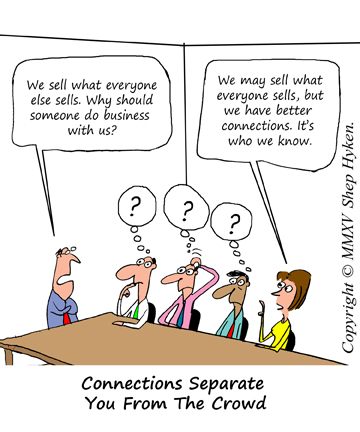 We sell what everyone
else sells. Why should
someone do business
with us?
We may sell what
everyone sells, but
we have better
connections. It's
who we know.
?
?
?
Copyright © MMXV Shep Hyken.
Connections Separate
You From The Crowd